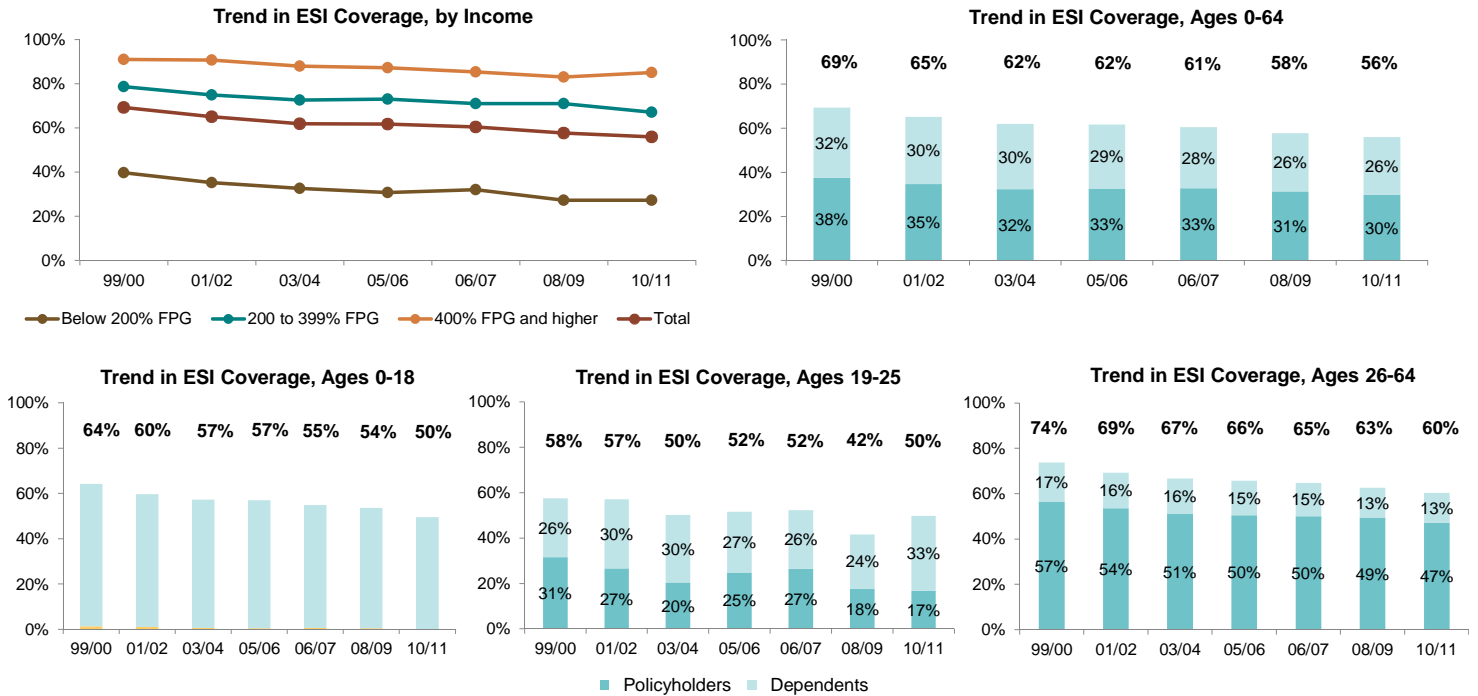 Trend in ESI Coverage, by Income
100%
80%
60%
40%
20%
0%
99/00 01/02 03/04 05/06 06/07 08/09 10/11
Below 200% FPG 200 to 399% FPG 400% FPG and higher Total
Trend in ESI Coverage, Ages 0-64
100%
80%
60%
40%
20%
0%
69% 65% 62% 62% 61% 58% 56%
32% 30% 30% 29% 28% 26% 26%
38% 35% 32% 33% 33% 31% 30%
99/00 01/02 03/04 05/06 06/07 08/09 10/11
Trend in ESI Coverage, Ages 0-18
100%
80%
60%
40%
20%
0%
64% 60% 57% 57% 55% 54% 50%
99/00 01/02 03/04 05/06 06/07 08/09 10/11
Trend in ESI Coverage, Ages 19-25
100%
80%
60%
40%
20%
0%
58% 57% 50% 52% 52% 42% 50%
26% 30% 30% 27% 26% 24% 33%
31% 27% 20% 25% 27% 18% 17%
99/00 01/02 03/04 05/06 06/07 08/09 10/11
Trend in ESI Coverage, Ages 26-64
100%
80%
60%
40%
20%
0%
74% 69% 67% 66% 65% 63% 60%
17% 16% 16% 15% 15% 13% 13%
57% 54% 51% 50% 50% 49% 47%
99/00 01/02 03/04 05/06 06/07 08/09 10/11
Policyholders Dependents